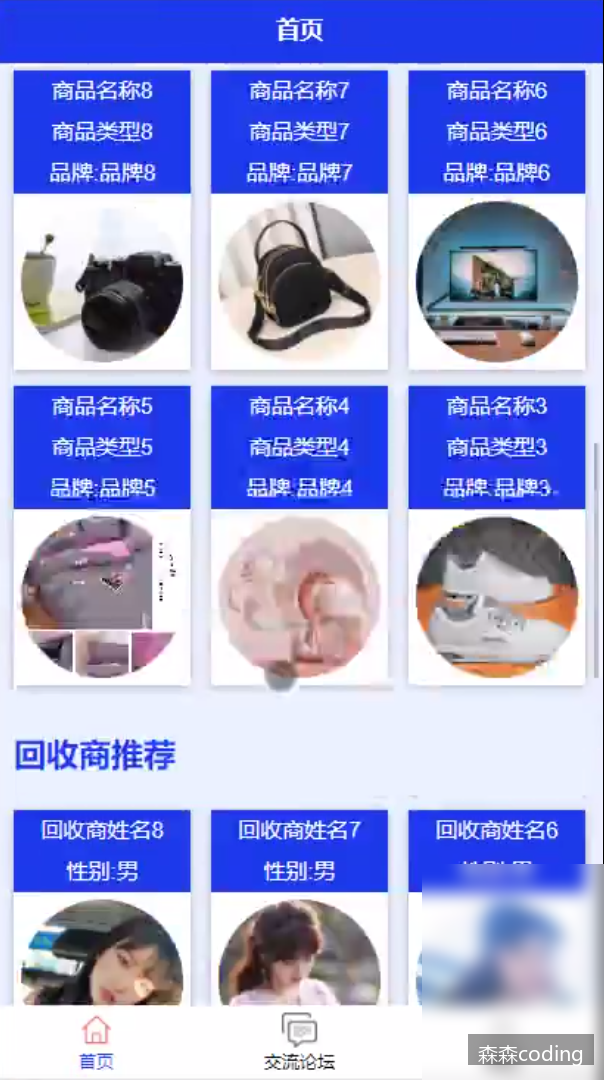 首页
商品名称8
商品类型8
品牌:品牌8
商品名称7
商品类型7
品牌:品牌7
商品名称6
商品类型6
品牌:品牌6
商品名称5
商品类型5
品牌:品牌5
商品名称4
商品类型4
品牌:品牌4
商品名称3
商品类型3
品牌:品牌3
回收商推荐
回收商姓名8
性别:男
回收商姓名7
性别:男
回收商姓名6
首页
交流论坛
森森coding